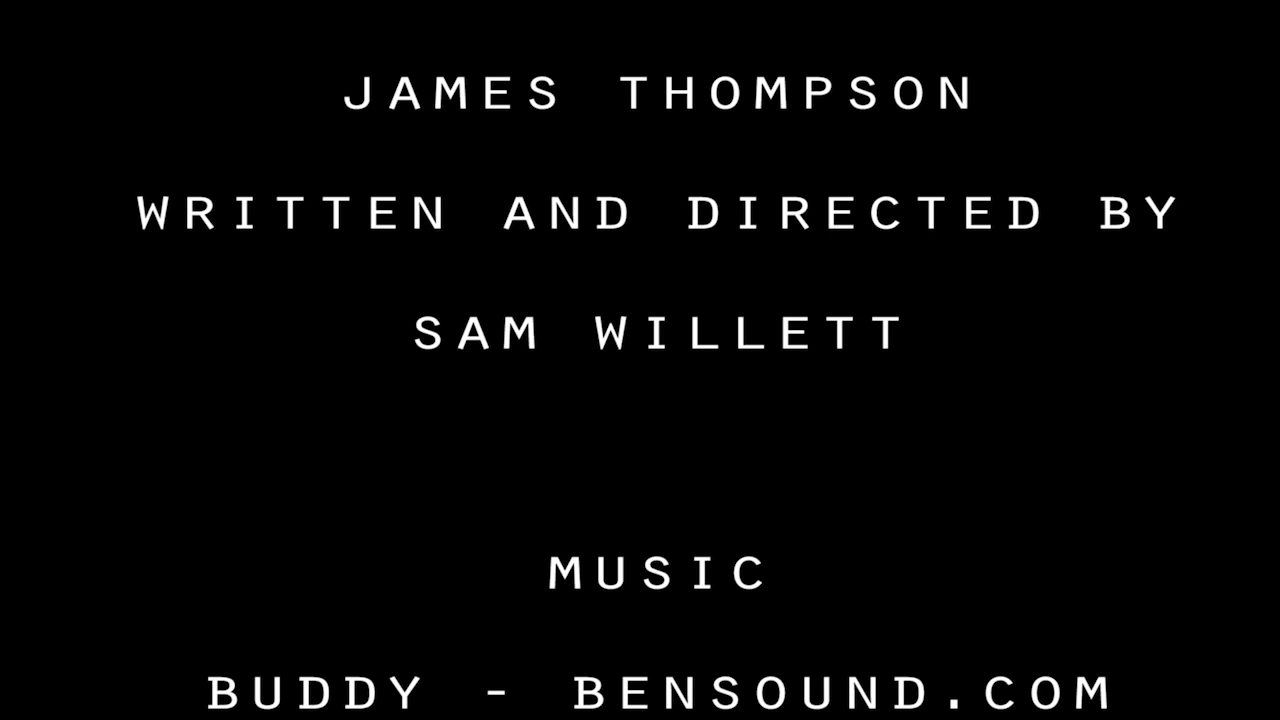 JAMES THOMPSON
WRITTEN AND DIRECTED BY
SAM WILLETT
MUSIC
BUDDY - BENSOUND.COM